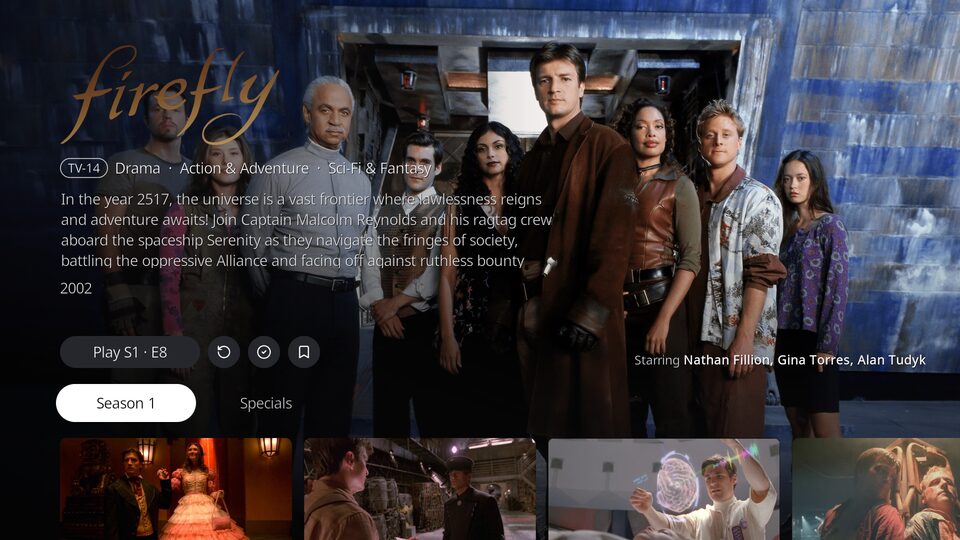 firefly
TV-14 Drama · Action & Adventure · Sci-Fi & Fantasy
In the year 2517, the universe is a vast frontier where lawlessness reigns
and adventure awaits! Join Captain Malcolm Reynolds and his ragtag crew
aboard the spaceship Serenity as they navigate the fringes of society,
battling the oppressive Alliance and facing off against ruthless bounty
2002
Play S1 · E8
Starring Nathan Fillion, Gina Torres, Alan Tudyk
Season 1
Specials